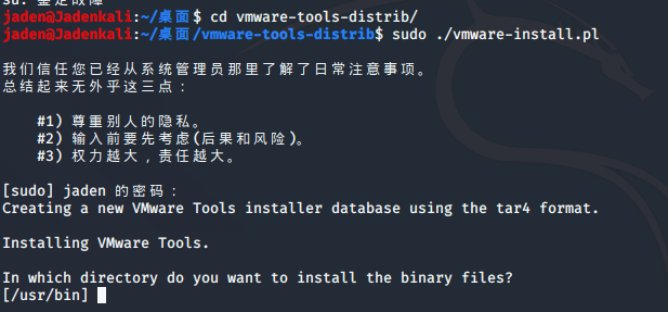 su: 鉴定故障
jaden@Jadenkali:~/桌面$ cd vmware-tools-distrib/
jaden@Jadenkali:~/桌面/vmware-tools-distrib$ sudo ./vmware-install.pl
我们信任您已经从系统管理员那里了解了日常注意事项。
总结起来无外乎这三点：
#1) 尊重别人的隐私。
#2) 输入前要先考虑(后果和风险)。
#3) 权力越大，责任越大。
[sudo] jaden 的密码：
Creating a new VMware Tools installer database using the tar4 format.
Installing VMware Tools.
In which directory do you want to install the binary files?
[/usr/bin]